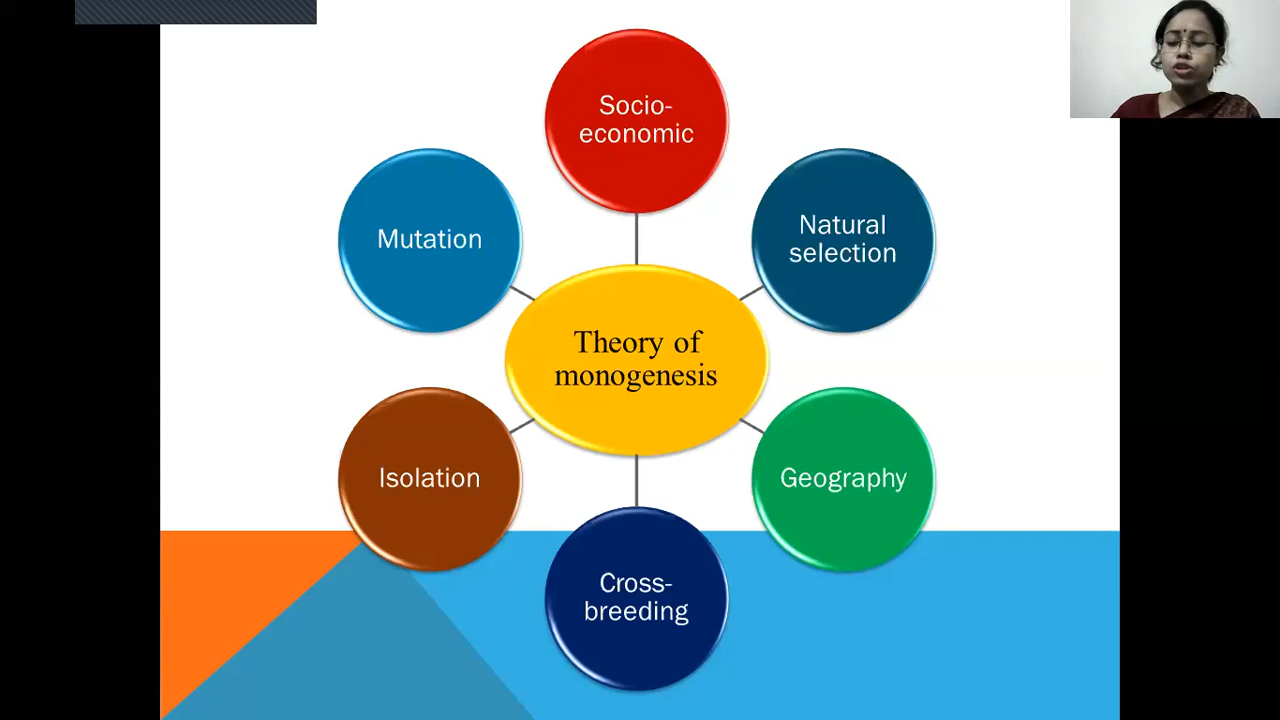 Socio-
economic
Mutation
Natural
selection
Theory of
monogenesis
Isolation
Geography
Cross-
breeding